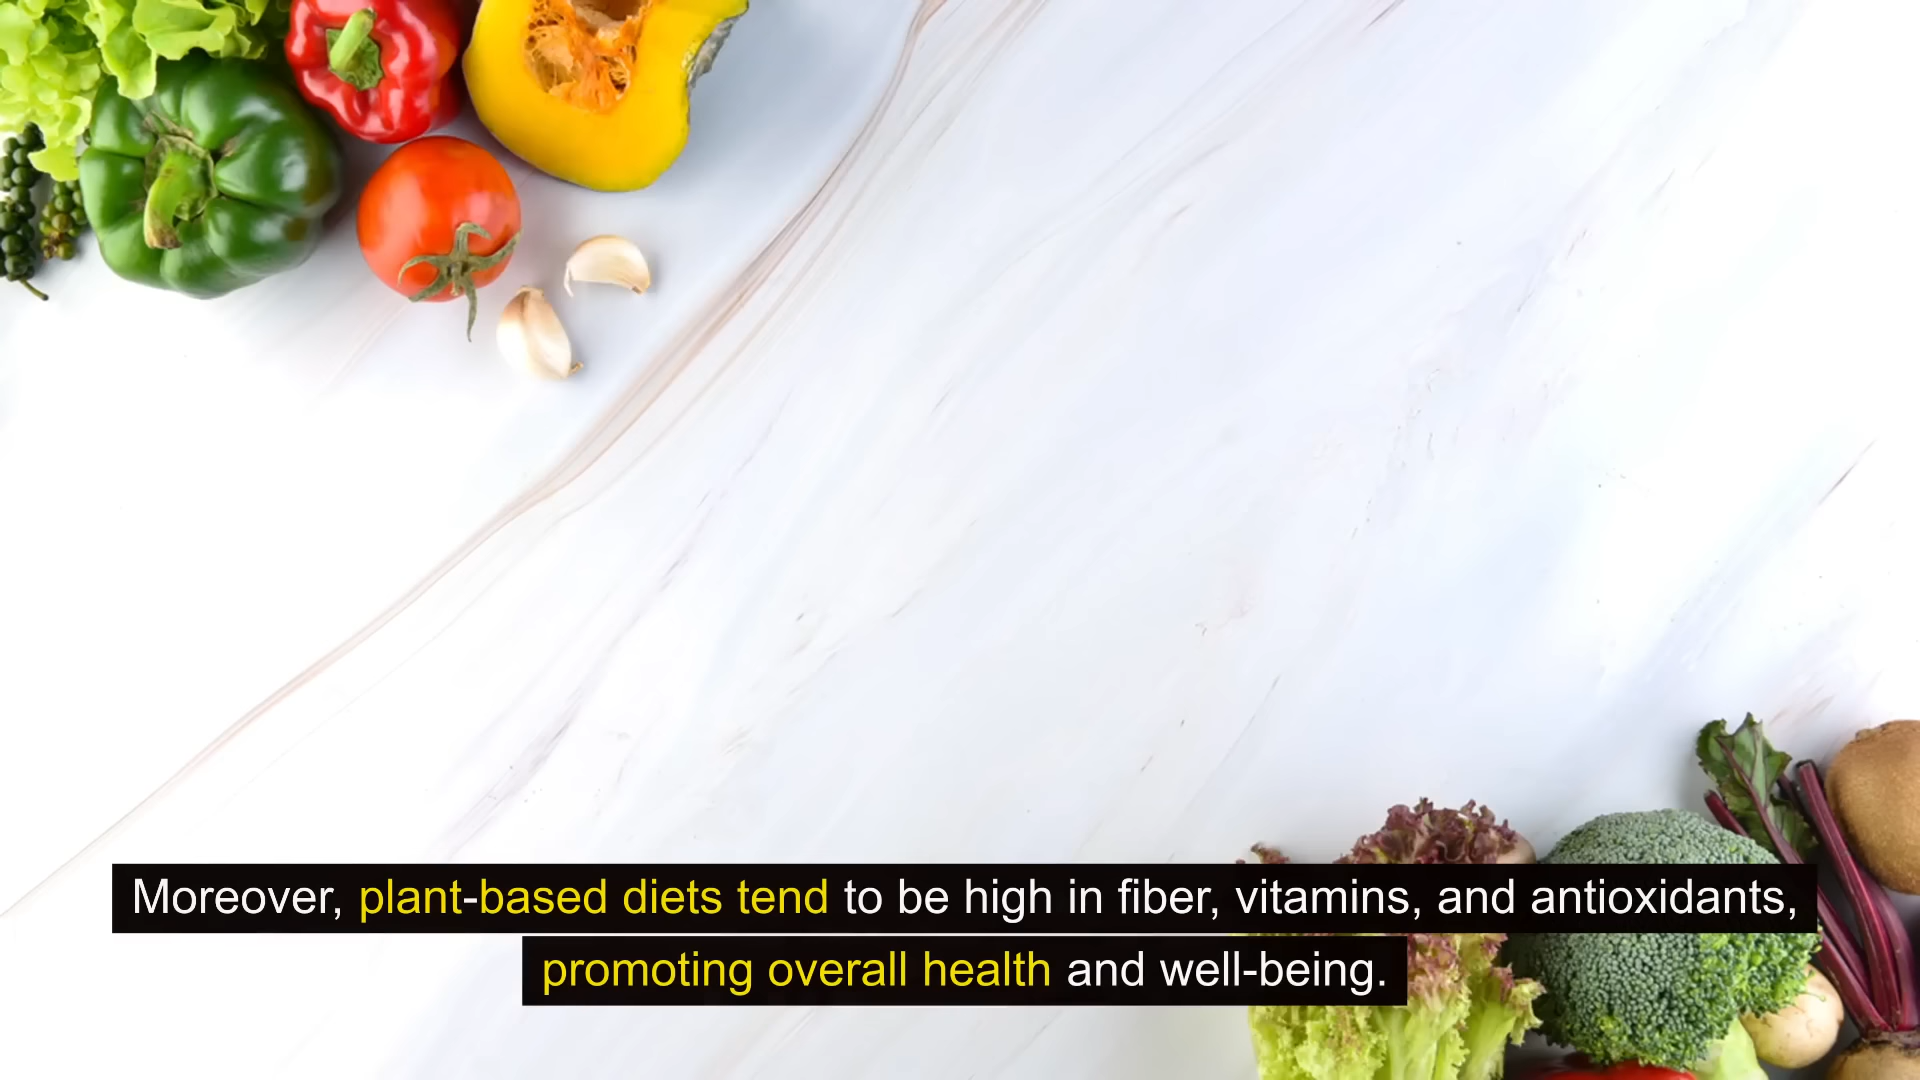 Moreover, plant-based diets tend to be high in fiber, vitamins, and antioxidants,
promoting overall health and well-being.